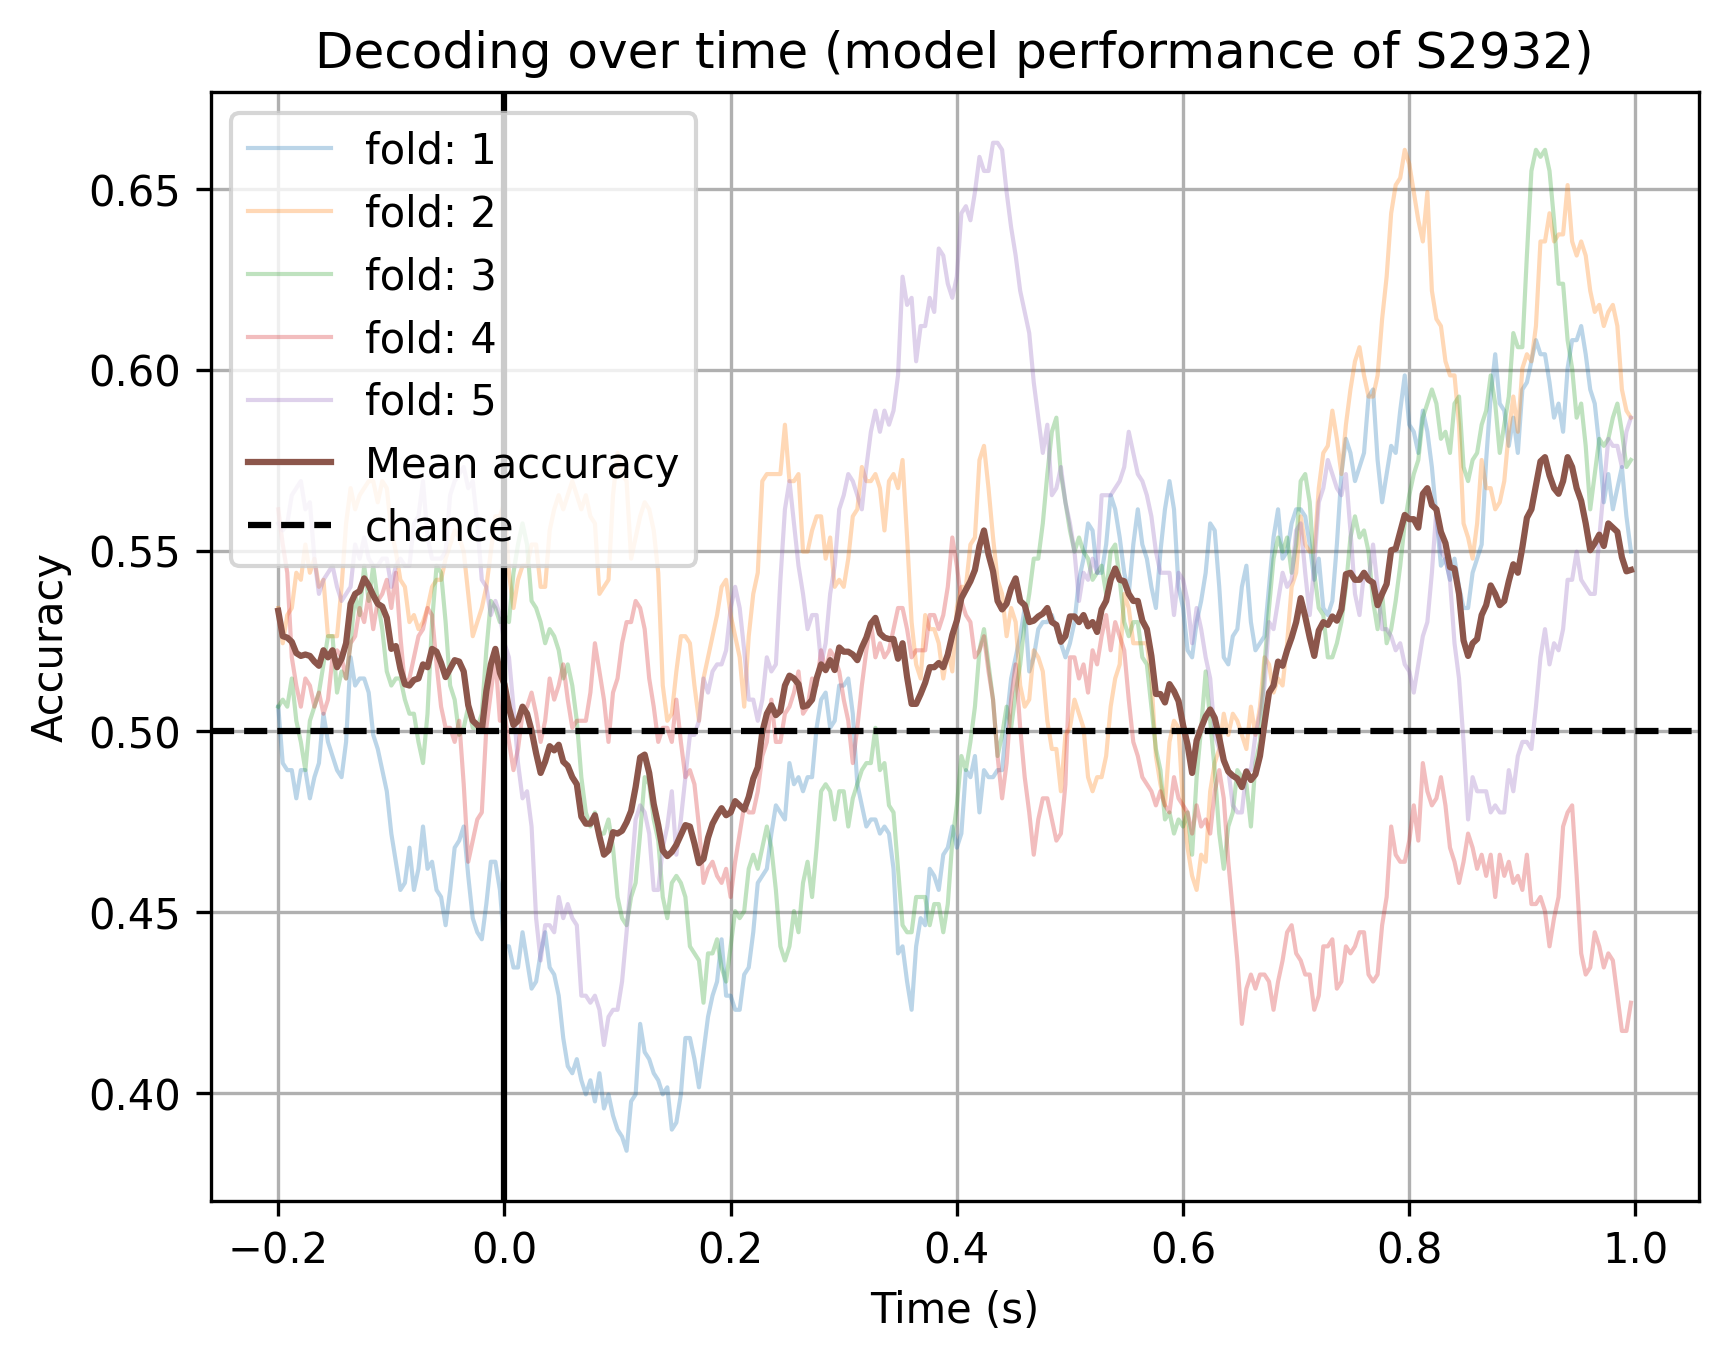 Decoding over time (model performance of S2932)
fold: 1
fold: 2
fold: 3
fold: 4
fold: 5
Mean accuracy
chance
Accuracy
0.65
0.60
0.55
0.50
0.45
0.40
−0.2 0.0 0.2 0.4 0.6 0.8 1.0
Time (s)